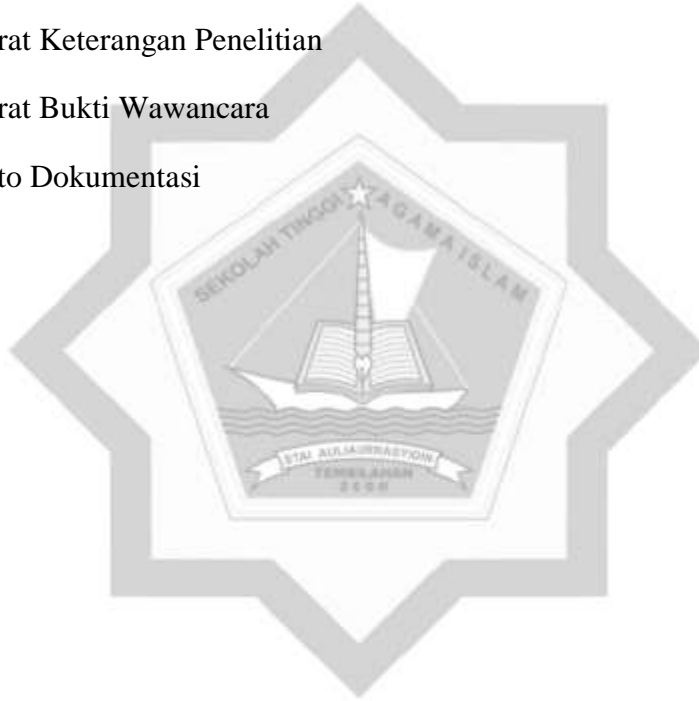 rat Keterangan Penelitian
rat Bukti Wawancara
to Dokumentasi
SEKOLAH TINGGI AGAMA ISLAM
STAI AULIAURRASYIDIN
TEMBILAHAN